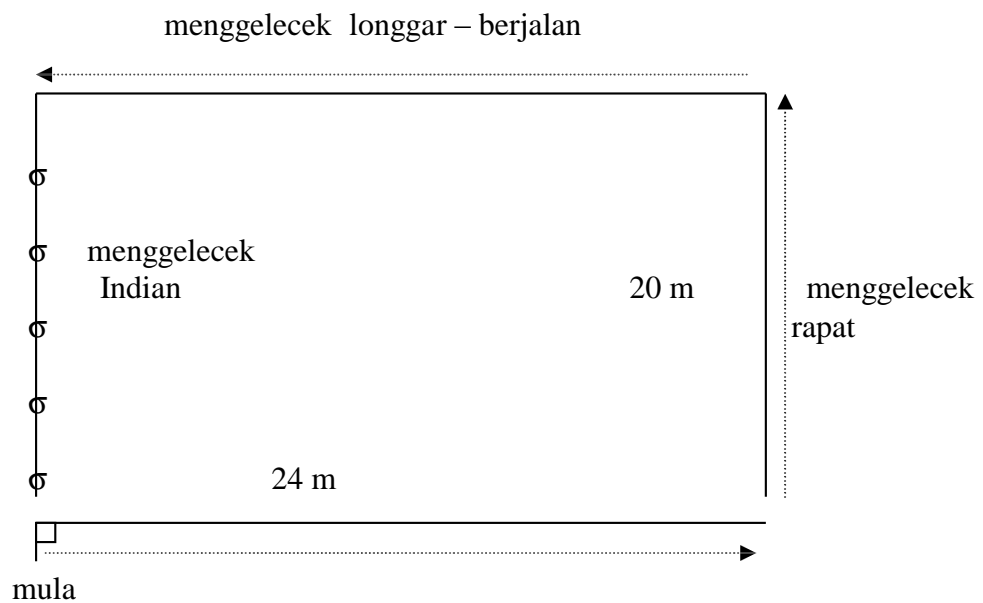 menggelecek longgar – berjalan
σ
σ menggelecek
Indian 20 m menggelecek
σ rapat
σ
σ 24 m
mula